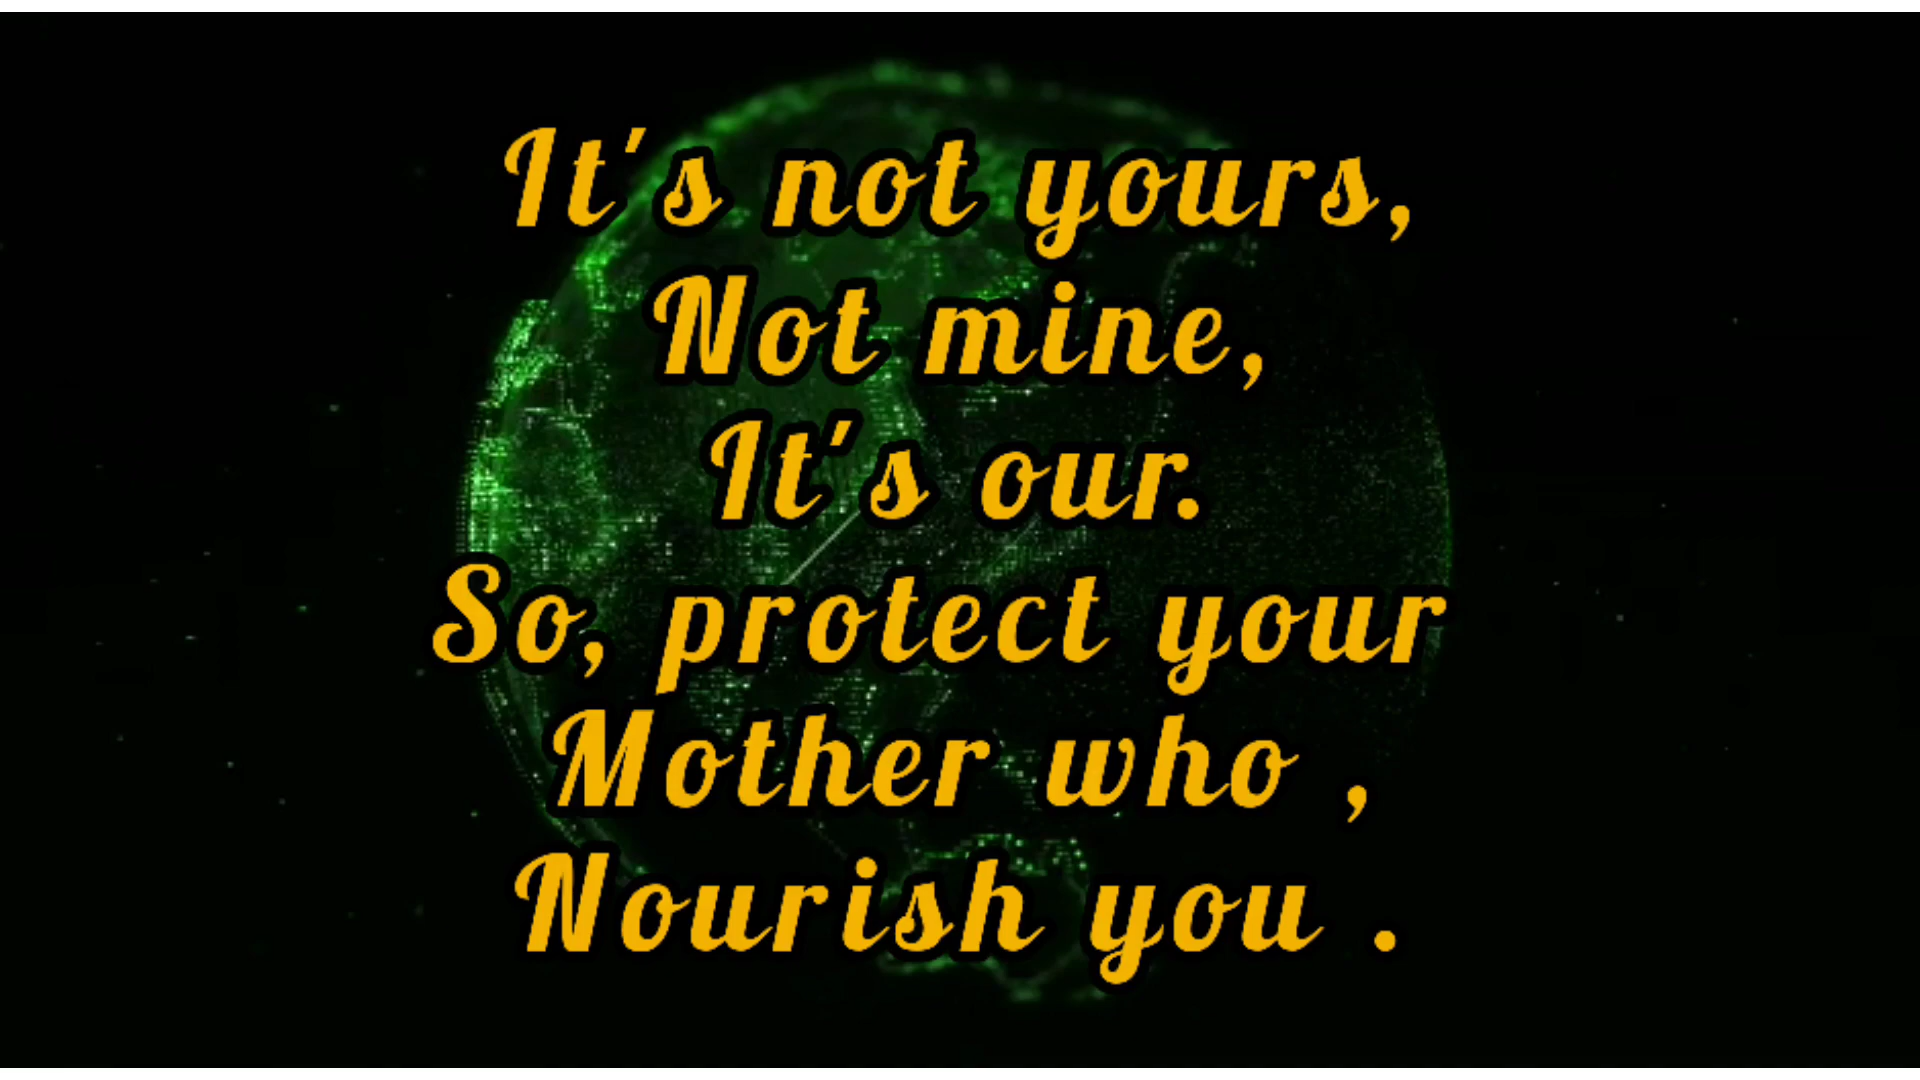 It's not yours,
Not mine,
It's our.
So, protect your
Mother who ,
Nourish you .